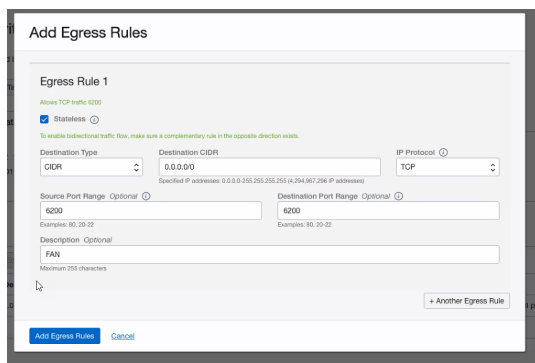 Add Egress Rules
Egress Rule 1
Allows TCP traffic 6200
Stateless
To enable bidirectional traffic flow, make sure a complementary rule in the opposite direction exists.
Destination Type Destination CIDR IP Protocol
CIDR 0.0.0.0/0 TCP
Specified IP addresses: 0.0.0.0-255.255.255.255 (4,294,967,296 IP addresses)
Source Port Range Optional Destination Port Range Optional
6200 6200
Examples: 80, 20-22 Examples: 80, 20-22
Description Optional
FAN
Maximum 255 characters
+ Another Egress Rule
Add Egress Rules Cancel